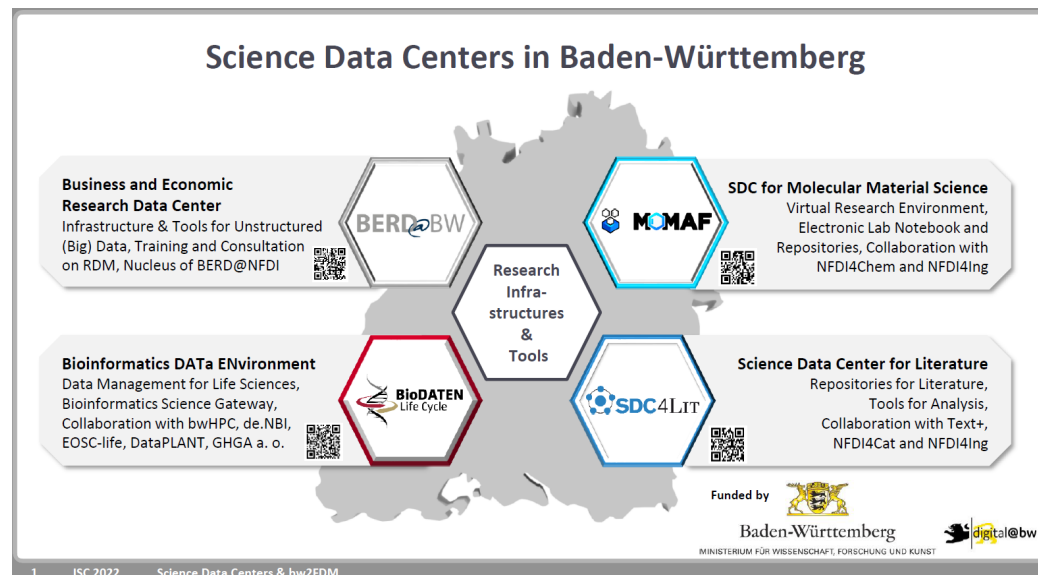 Science Data Centers in Baden-Württemberg
Business and Economic
Research Data Center
Infrastructure & Tools for Unstructured
(Big) Data, Training and Consultation
on RDM, Nucleus of BERD@NFDI
BERD@BW
MOMAF
SDC for Molecular Material Science
Virtual Research Environment,
Electronic Lab Notebook and
Repositories, Collaboration with
NFDI4Chem and NFDI4Ing
Research
Infra-
structures
&
Tools
Bioinformatics DATa ENvironment
Data Management for Life Sciences,
Bioinformatics Science Gateway,
Collaboration with bwHPC, de.NBI,
EOSC-life, DataPLANT, GHGA a. o.
BioDATEN
Life Cycle
SDC4LIT
Science Data Center for Literature
Repositories for Literature,
Tools for Analysis,
Collaboration with Text+,
NFDI4Cat and NFDI4Ing
Funded by
Baden-Württemberg
MINISTERIUM FÜR WISSENSCHAFT, FORSCHUNG UND KUNST
digital@bw
1 ISC 2022 Science Data Centers & bw2FDM